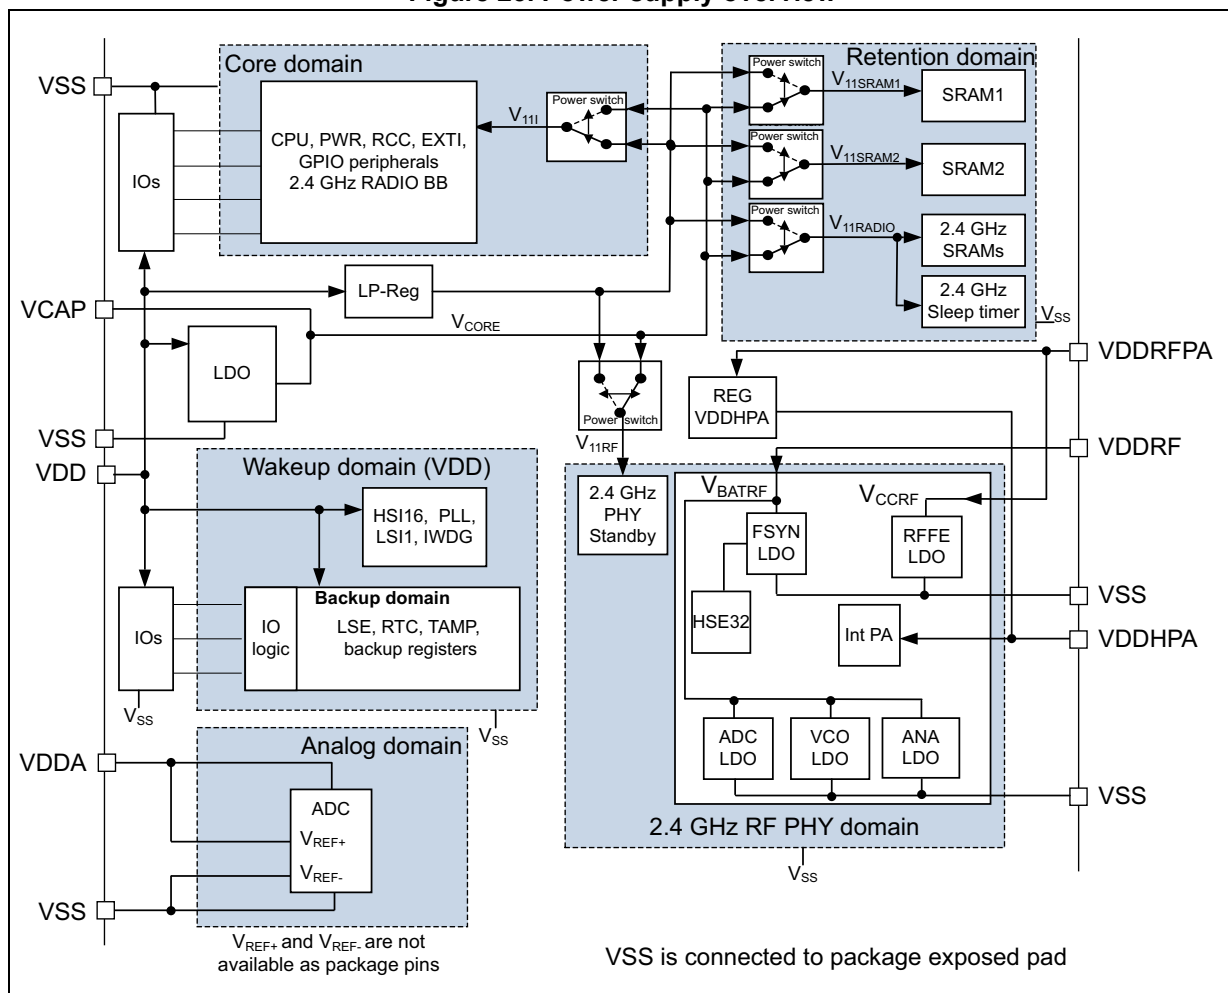 Core domain
Retention domain
VSS
CPU, PWR, RCC, EXTI,
GPIO peripherals
2.4 GHz RADIO BB
V11I
Power switch
Power switch
V11SRAM1
SRAM1
IOs
Power switch
V11SRAM2
SRAM2
Power switch
V11RADIO
2.4 GHz
SRAMs
2.4 GHz
Sleep timer
VSS
LP-Reg
VCAP
VCORE
LDO
VSS
VDD
Power switch
V11RF
REG
VDDHPA
VDDRFPA
VDDRF
Wakeup domain (VDD)
HSI16, PLL,
LSI1, IWDG
Backup domain
IO
logic
LSE, RTC, TAMP,
backup registers
IOs
VSS
VSS
2.4 GHz
PHY
Standby
VBATRF
VCCRF
FSYN
LDO
RFFE
LDO
HSE32
Int PA
VSS
VDDHPA
ADC
LDO
VCO
LDO
ANA
LDO
VSS
2.4 GHz RF PHY domain
VSS
Analog domain
VDDA
ADC
VREF+
VREF-
VSS
VREF+ and VREF- are not
available as package pins
VSS is connected to package exposed pad